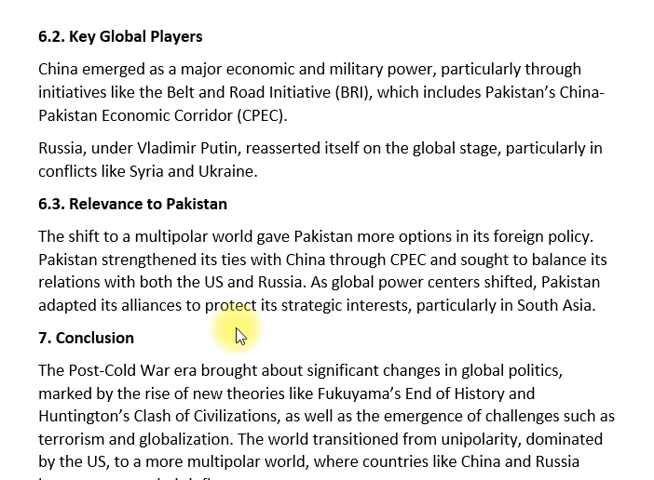 6.2. Key Global Players
China emerged as a major economic and military power, particularly through
initiatives like the Belt and Road Initiative (BRI), which includes Pakistan’s China-
Pakistan Economic Corridor (CPEC).
Russia, under Vladimir Putin, reasserted itself on the global stage, particularly in
conflicts like Syria and Ukraine.
6.3. Relevance to Pakistan
The shift to a multipolar world gave Pakistan more options in its foreign policy.
Pakistan strengthened its ties with China through CPEC and sought to balance its
relations with both the US and Russia. As global power centers shifted, Pakistan
adapted its alliances to protect its strategic interests, particularly in South Asia.
7. Conclusion
The Post-Cold War era brought about significant changes in global politics,
marked by the rise of new theories like Fukuyama’s End of History and
Huntington’s Clash of Civilizations, as well as the emergence of challenges such as
terrorism and globalization. The world transitioned from unipolarity, dominated
by the US, to a more multipolar world, where countries like China and Russia